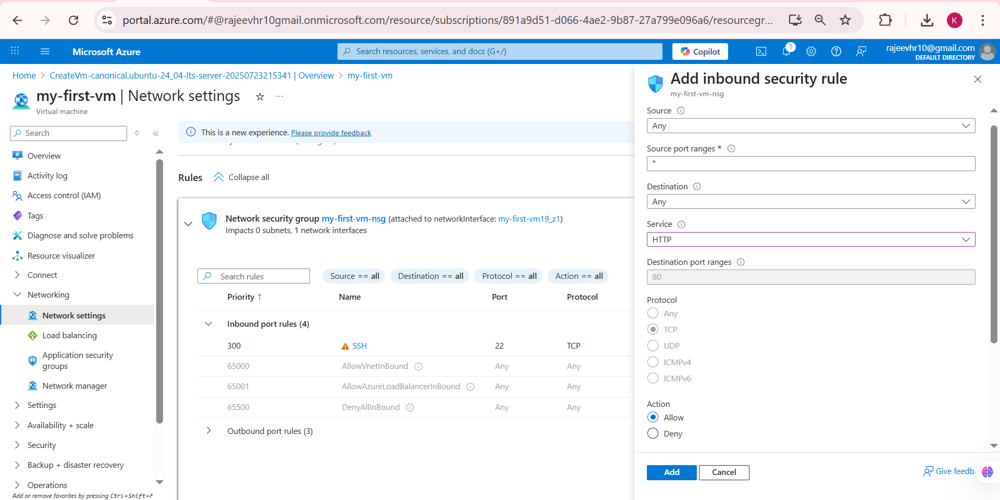 portal.azure.com/#@rajeevhr10gmail.onmicrosoft.com/resource/subscriptions/891a9d51-d066-4ae2-9b87-27a799e096a6/resourcegr...
K
Microsoft Azure
Search resources, services, and docs (G+/)
Copilot
1
rajeevhr10@gmail.com
DEFAULT DIRECTORY
Home > CreateVm-canonical.ubuntu-24_04-lts-server-20250723215341 | Overview > my-first-vm
my-first-vm | Network settings
Virtual machine
Search
Overview
Activity log
Access control (IAM)
Tags
Diagnose and solve problems
Resource visualizer
Connect
Networking
Network settings
Load balancing
Application security
groups
Network manager
Settings
Availability + scale
Security
Backup + disaster recovery
Operations
Add or remove favorites by pressing Ctrl+Shift+F
This is a new experience. Please provide feedback
Rules
Collapse all
Network security group my-first-vm-nsg (attached to networkInterface: my-first-vm19_z1)
Impacts 0 subnets, 1 network interfaces
Search rules
Source == all
Destination == all
Protocol == all
Action == all
Priority ↑ Name Port Protocol
Inbound port rules (4)
300 SSH 22 TCP
65000 AllowVnetInBound Any Any
65001 AllowAzureLoadBalancerInBound Any Any
65500 DenyAllInBound Any Any
Outbound port rules (3)
Add inbound security rule
my-first-vm-nsg
Source
Any
Source port ranges *
*
Destination
Any
Service
HTTP
Destination port ranges
80
Protocol
Any
TCP
UDP
ICMPv4
ICMPv6
Action
Allow
Deny
Add
Cancel
Give feedba